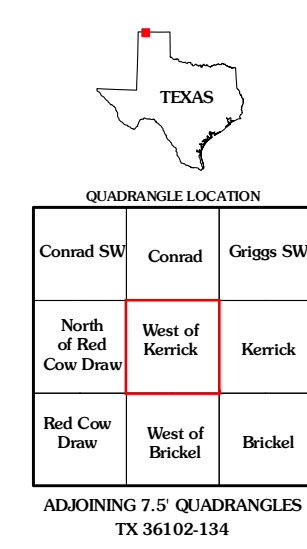 TEXAS
QUADRANGLE LOCATION
Conrad SW
Conrad
Griggs SW
North
of Red
Cow Draw
West of
Kerrick
Kerrick
Red Cow
Draw
West of
Brickel
Brickel
ADJOINING 7.5' QUADRANGLES
TX 36102-134